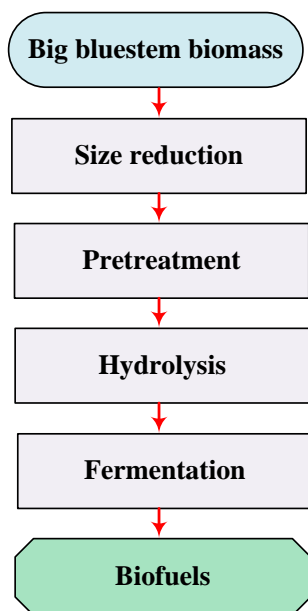 Big bluestem biomass
Size reduction
Pretreatment
Hydrolysis
Fermentation
Biofuels